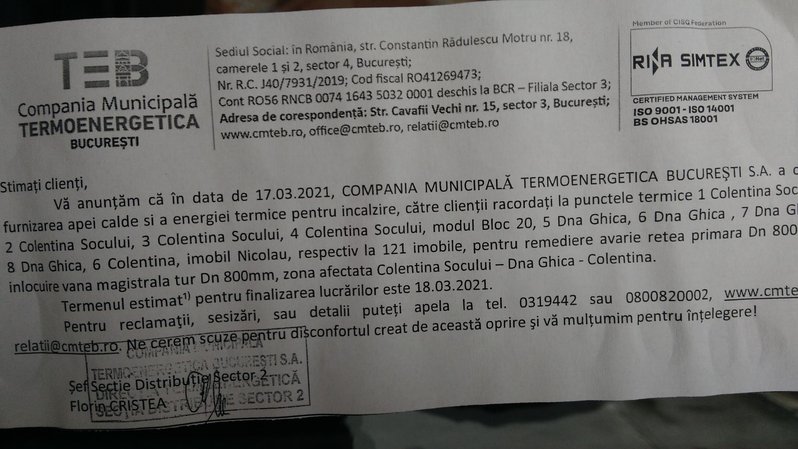 TEB
Compania Municipală
TERMOENERGETICA
BUCUREȘTI
Sediul Social: în România, str. Constantin Rădulescu Motru nr. 18,
camerele 1 și 2, sector 4, București;
Nr. R.C. J40/7931/2019; Cod fiscal RO41269473;
Cont RO56 RNCB 0074 1643 5032 0001 deschis la BCR – Filiala Sector 3;
Adresa de corespondență: Str. Cavafii Vechi nr. 15, sector 3, București;
www.cmteb.ro, office@cmteb.ro, relatii@cmteb.ro
Member of CISQ Federation
RINA SIMTEX
CERTIFIED MANAGEMENT SYSTEM
ISO 9001 - ISO 14001
BS OHSAS 18001
Stimați clienți,
Vă anunțăm că în data de 17.03.2021, COMPANIA MUNICIPALĂ TERMOENERGETICA BUCUREȘTI S.A. a
furnizarea apei calde si a energiei termice pentru incalzire, către clienții racordați la punctele termice 1 Colentina
2 Colentina Socului, 3 Colentina Socului, 4 Colentina Socului, modul Bloc 20, 5 Dna Ghica, 6 Dna Ghica , 7 Dna
8 Dna Ghica, 6 Colentina, imobil Nicolau, respectiv la 121 imobile, pentru remediere avarie retea primara Dn 800
inlocuire vana magistrala tur Dn 800mm, zona afectata Colentina Socului – Dna Ghica - Colentina.
Termenul estimat¹⁾ pentru finalizarea lucrărilor este 18.03.2021.
Pentru reclamații, sesizări, sau detalii puteți apela la tel. 0319442 sau 0800820002, www.cmte
relatii@cmteb.ro. Ne cerem scuze pentru disconfortul creat de această oprire și vă mulțumim pentru înțelegere!
COMPANIA MUNICIPALĂ
TERMOENERGETICA BUCUREȘTI S.A.
Șef Secție Distribuție Sector 2
Florin CRISTEA
SECȚIA DISTRIBUȚIE SECTOR 2